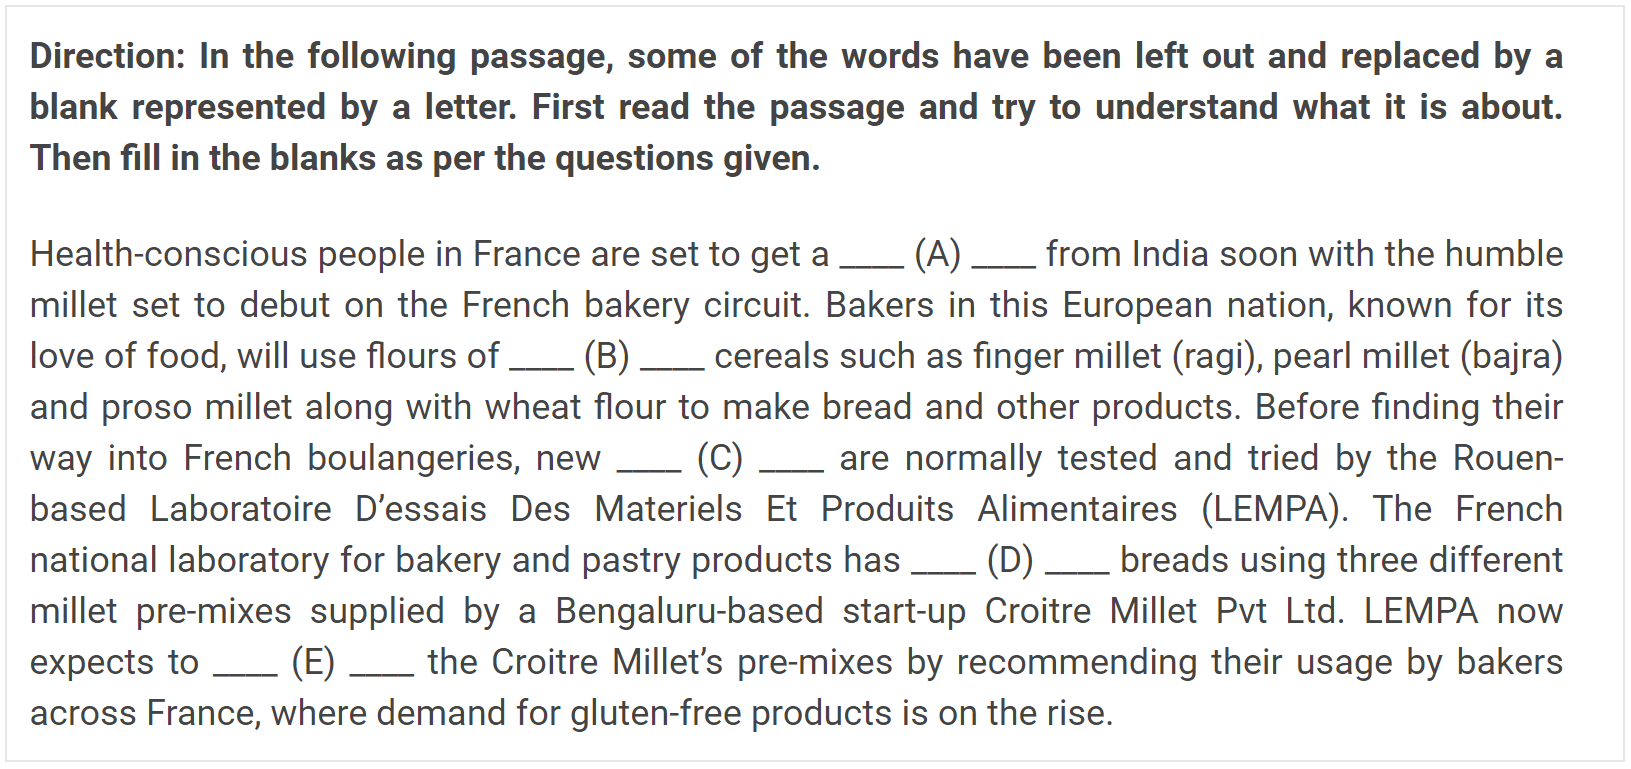 Direction: In the following passage, some of the words have been left out and replaced by a
blank represented by a letter. First read the passage and try to understand what it is about.
Then fill in the blanks as per the questions given.
Health-conscious people in France are set to get a ____ (A) ____ from India soon with the humble
millet set to debut on the French bakery circuit. Bakers in this European nation, known for its
love of food, will use flours of ____ (B) ____ cereals such as finger millet (ragi), pearl millet (bajra)
and proso millet along with wheat flour to make bread and other products. Before finding their
way into French boulangeries, new ____ (C) ____ are normally tested and tried by the Rouen-
based Laboratoire D’essais Des Materiels Et Produits Alimentaires (LEMPA). The French
national laboratory for bakery and pastry products has ____ (D) ____ breads using three different
millet pre-mixes supplied by a Bengaluru-based start-up Croitre Millet Pvt Ltd. LEMPA now
expects to ____ (E) ____ the Croitre Millet’s pre-mixes by recommending their usage by bakers
across France, where demand for gluten-free products is on the rise.